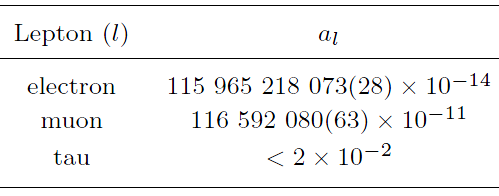 Lepton (l) a_l
electron 115 965 218 073(28) × 10^−14
muon 116 592 080(63) × 10^−11
tau < 2 × 10^−2